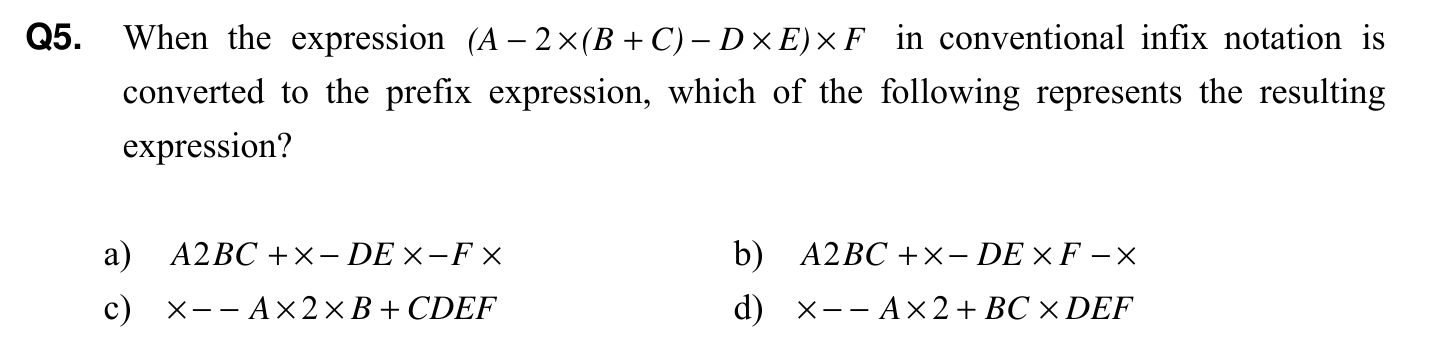 Q5. When the expression (A − 2×(B + C) − D × E) × F in conventional infix notation is
converted to the prefix expression, which of the following represents the resulting
expression?
a) A2BC +×− DE ×−F × b) A2BC +×− DE × F −×
c) ×−− A×2×B + CDEF d) ×−− A×2+ BC ×DEF